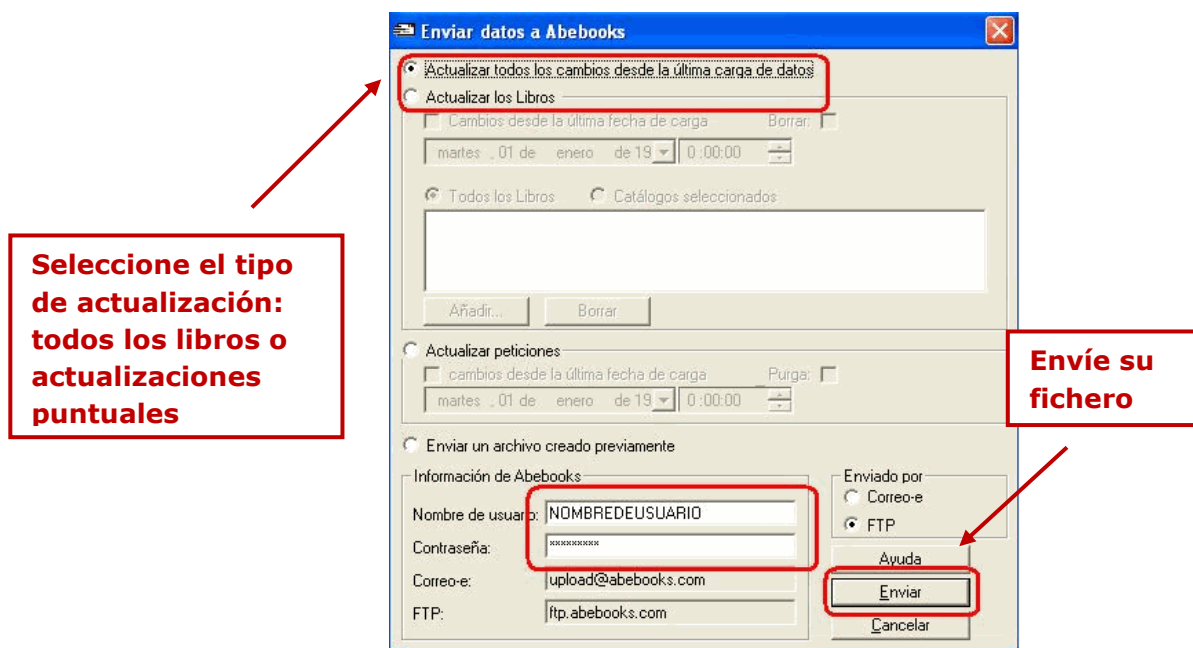 Enviar datos a Abebooks
Actualizar todos los cambios desde la última carga de datos
Actualizar los Libros
Cambios desde la última fecha de carga Borrar:
martes , 01 de enero de 19 0:00:00
Todos los Libros Catálogos seleccionados
Añadir... Borrar
Seleccione el tipo
de actualización:
todos los libros o
actualizaciones
puntuales
Actualizar peticiones
cambios desde la última fecha de carga Purga:
martes , 01 de enero de 19 0:00:00
Envíe su
fichero
Enviar un archivo creado previamente
Información de Abebooks
Nombre de usuario: NOMBREDEUSUARIO
Contraseña: *********
Correo-e: upload@abebooks.com
FTP: ftp.abebooks.com
Enviado por
Correo-e
FTP
Ayuda
Enviar
Cancelar